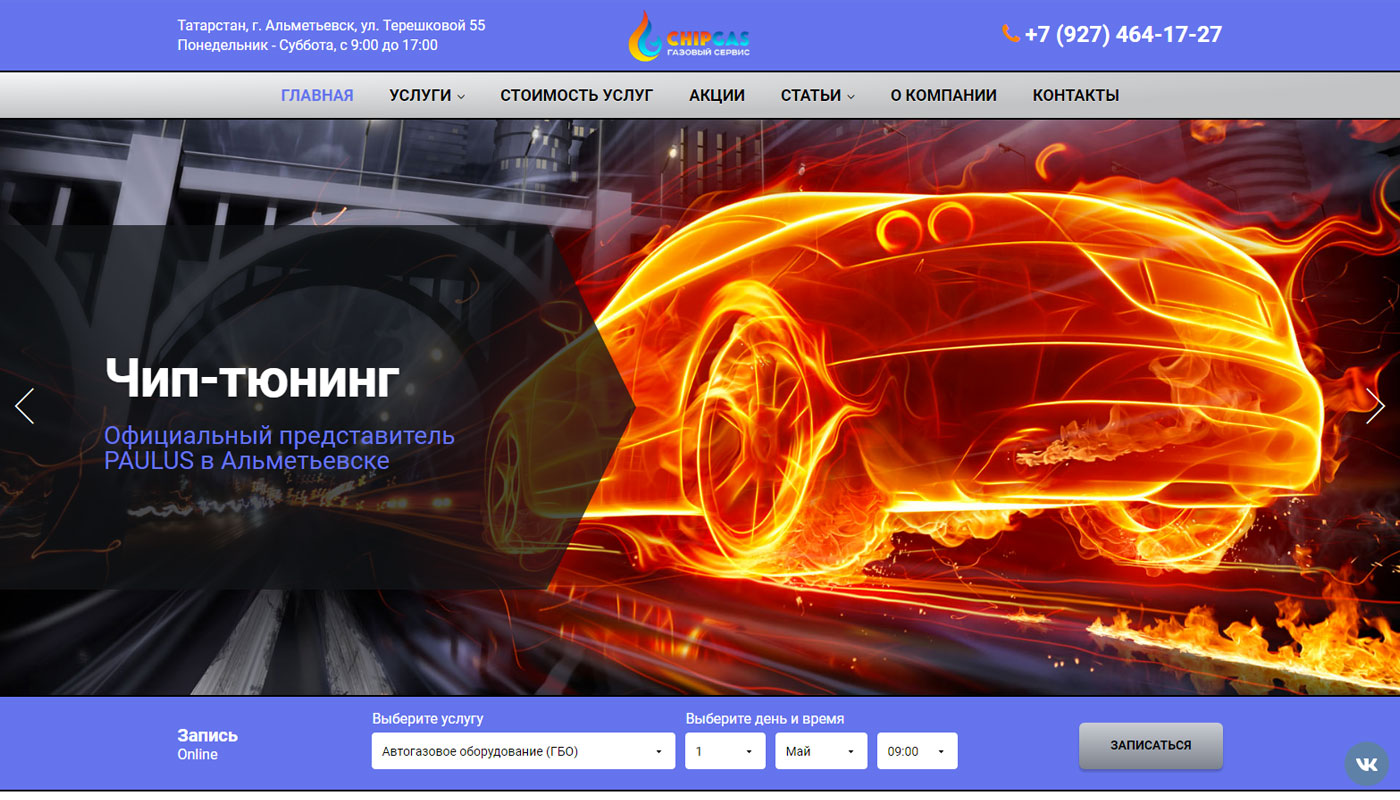 Татарстан, г. Альметьевск, ул. Терешковой 55
Понедельник - Суббота, с 9:00 до 17:00
CHIPGAS
ГАЗОВЫЙ СЕРВИС
+7 (927) 464-17-27
ГЛАВНАЯ УСЛУГИ СТОИМОСТЬ УСЛУГ АКЦИИ СТАТЬИ О КОМПАНИИ КОНТАКТЫ
Чип-тюнинг
Официальный представитель
PAULUS в Альметьевске
Запись
Online
Выберите услугу
Автогазовое оборудование (ГБО)
Выберите день и время
1 Май 09:00
ЗАПИСАТЬСЯ